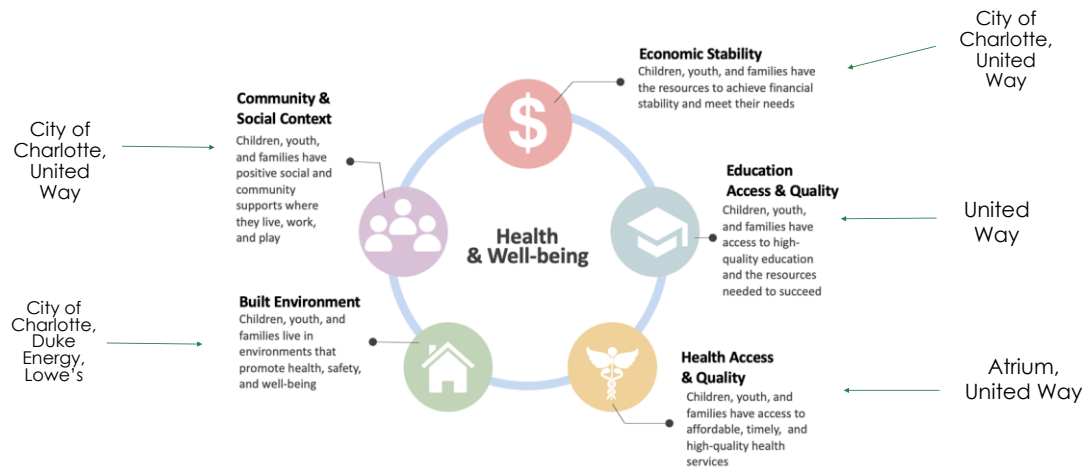 City of
Charlotte,
United
Way
Economic Stability
Children, youth, and families have
the resources to achieve financial
stability and meet their needs
City of
Charlotte,
United
Way
Community &
Social Context
Children, youth,
and families have
positive social and
community
supports where
they live, work,
and play
$
Education
Access & Quality
Children, youth,
and families have
access to high-
quality education
and the resources
needed to succeed
United
Way
Health
& Well-being
City of
Charlotte,
Duke
Energy,
Lowe's
Built Environment
Children, youth, and
families live in
environments that
promote health, safety,
and well-being
Health Access
& Quality
Children, youth, and
families have access to
affordable, timely, and
high-quality health
services
Atrium,
United Way